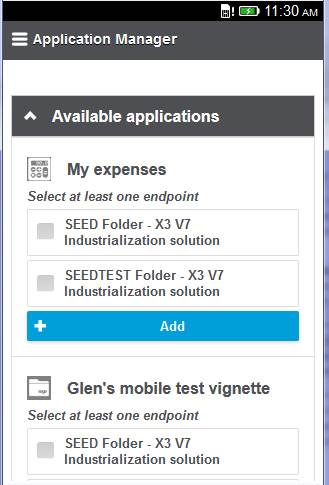 11:30 AM
Application Manager
Available applications
My expenses
Select at least one endpoint
SEED Folder - X3 V7
Industrialization solution
SEEDTEST Folder - X3 V7
Industrialization solution
Add
Glen's mobile test vignette
Select at least one endpoint
SEED Folder - X3 V7
Industrialization solution